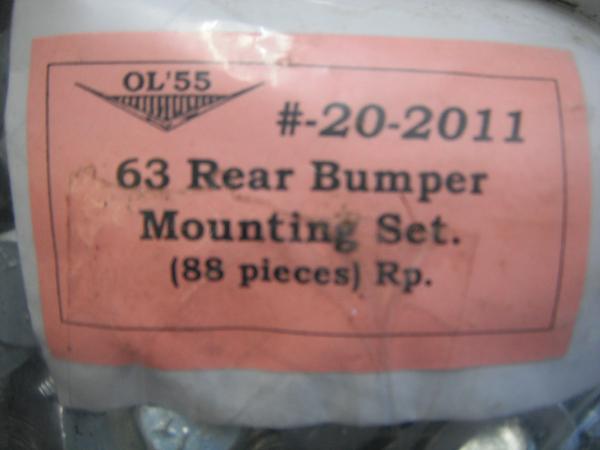 OL'55
#-20-2011
63 Rear Bumper
Mounting Set.
(88 pieces) Rp.